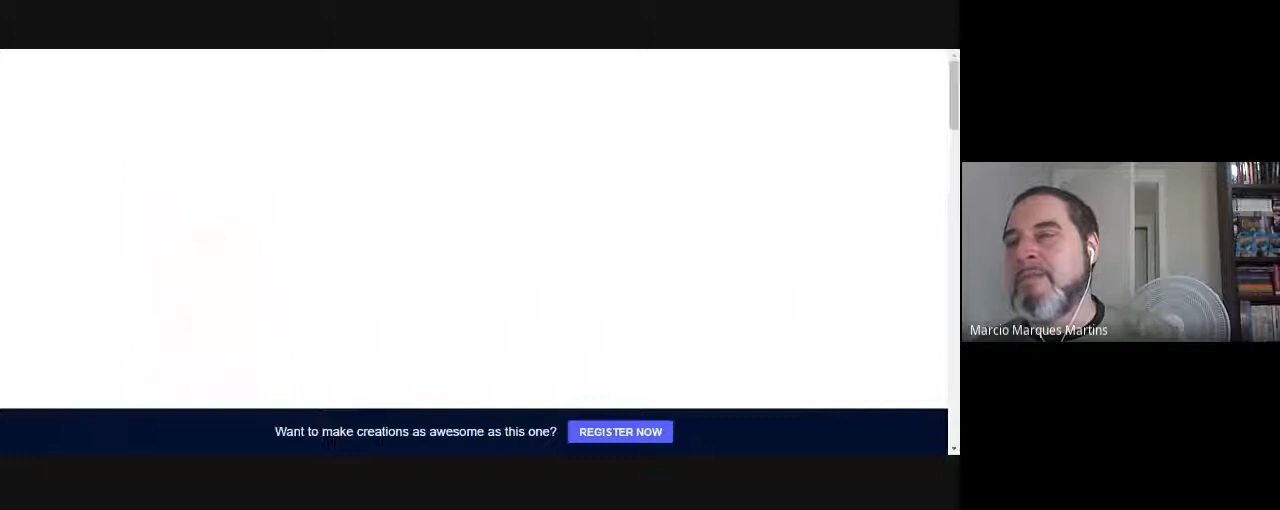 Want to make creations as awesome as this one?
REGISTER NOW
Marcio Marques Martins